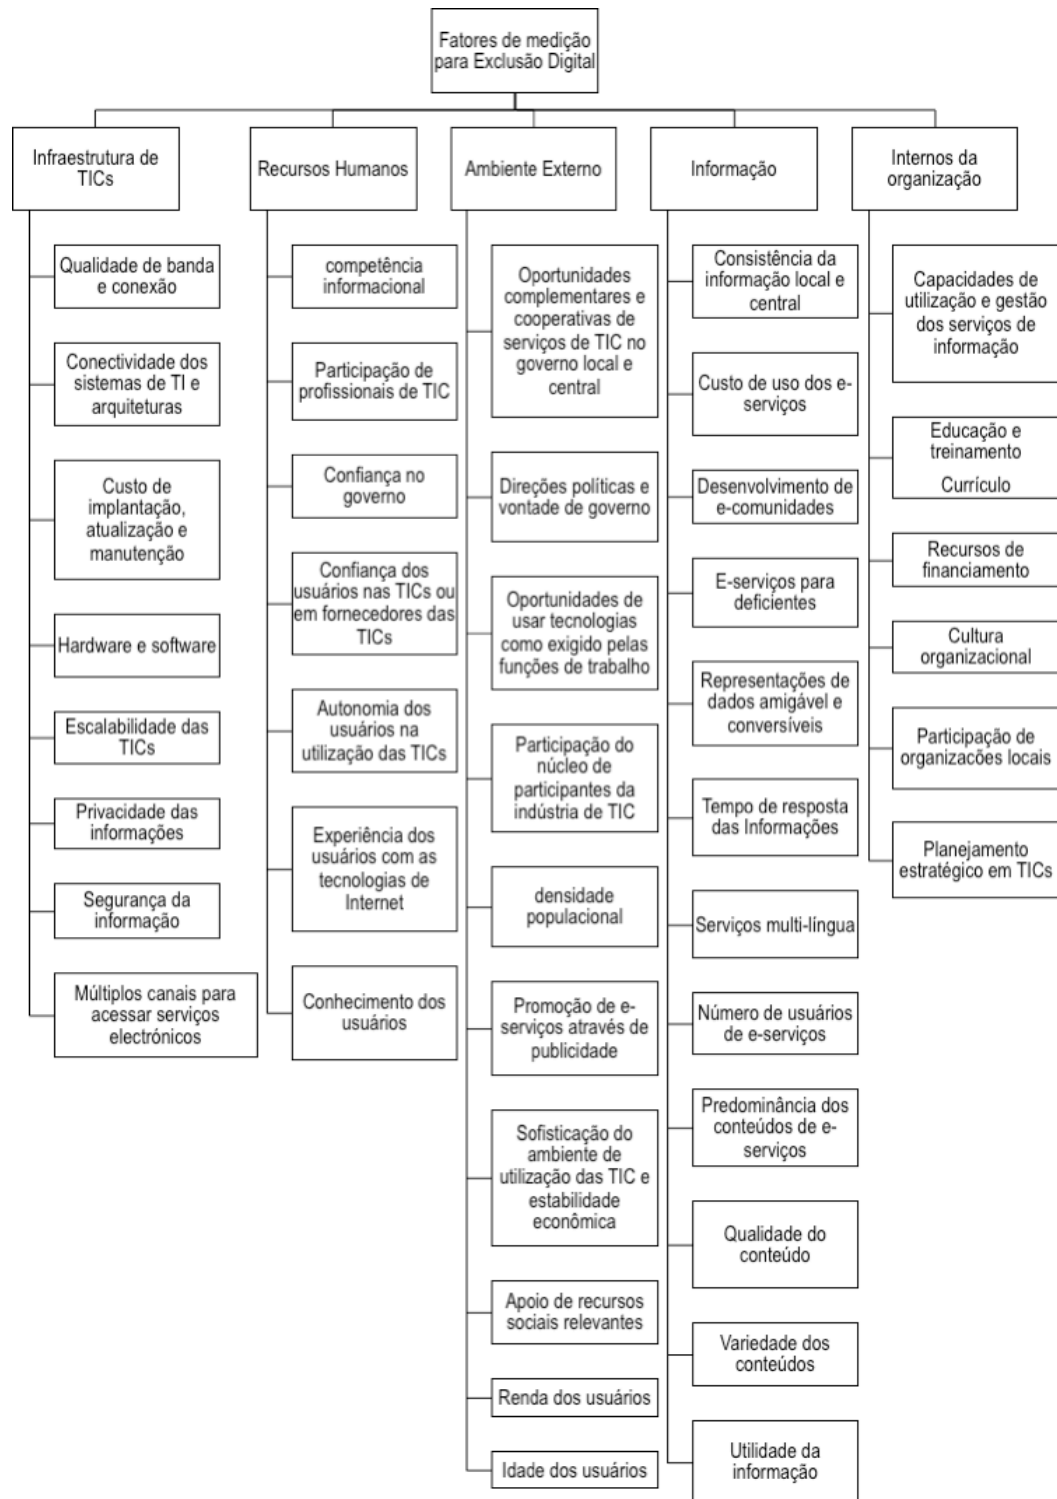 Fatores de medição
para Exclusão Digital
Infraestrutura de
TICs
Qualidade de banda
e conexão
Conectividade dos
sistemas de TI e
arquiteturas
Custo de
implantação,
atualização e
manutenção
Hardware e software
Escalabilidade das
TICs
Privacidade das
informações
Segurança da
informação
Múltiplos canais para
acessar serviços
electrónicos
Recursos Humanos
competência
informacional
Participação de
profissionais de TIC
Confiança no
governo
Confiança dos
usuários nas TICs ou
em fornecedores das
TICs
Autonomia dos
usuários na
utilização das TICs
Experiência dos
usuários com as
tecnologias de
Internet
Conhecimento dos
usuários
Ambiente Externo
Oportunidades
complementares e
cooperativas de
serviços de TIC no
governo local e
central
Direções políticas e
vontade de governo
Oportunidades de
usar tecnologias
como exigido pelas
funções de trabalho
Participação do
núcleo de
participantes da
indústria de TIC
densidade
populacional
Promoção de e-
serviços através de
publicidade
Sofisticação do
ambiente de
utilização das TIC e
estabilidade
econômica
Apoio de recursos
sociais relevantes
Renda dos usuários
Idade dos usuários
Informação
Consistência da
informação local e
central
Custo de uso dos e-
serviços
Desenvolvimento de
e-comunidades
E-serviços para
deficientes
Representações de
dados amigável e
conversíveis
Tempo de resposta
das Informações
Serviços multi-língua
Número de usuários
de e-serviços
Predominância dos
conteúdos de e-
serviços
Qualidade do
conteúdo
Variedade dos
conteúdos
Utilidade da
informação
Internos da
organização
Capacidades de
utilização e gestão
dos serviços de
informação
Educação e
treinamento
Currículo
Recursos de
financiamento
Cultura
organizacional
Participação de
organizacões locais
Planejamento
estratégico em TICs